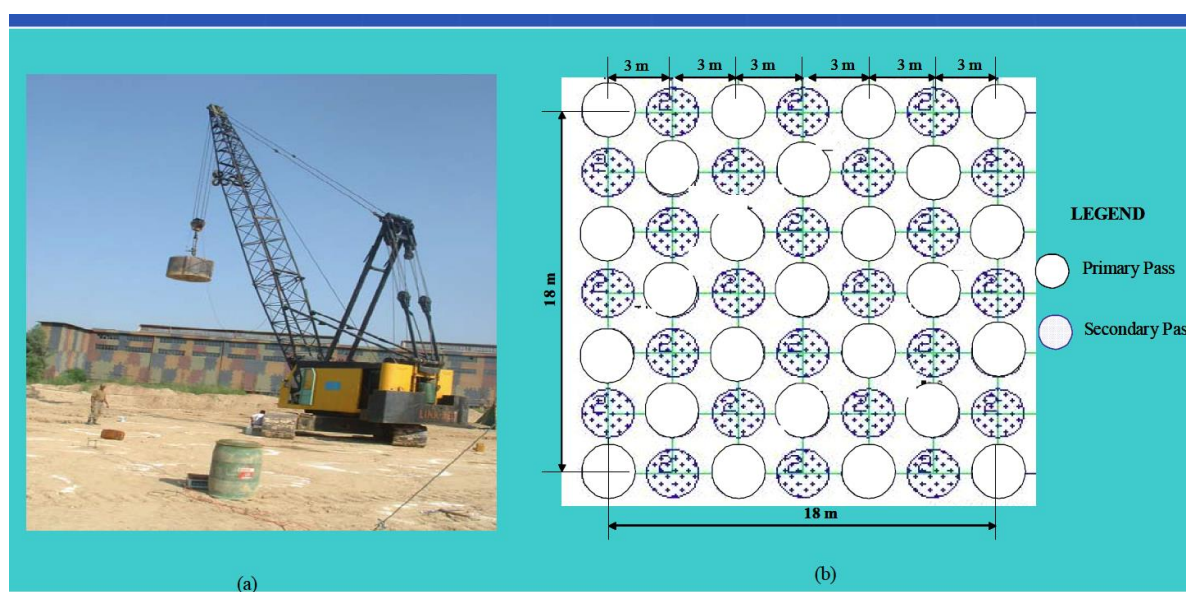 3 m 3 m 3 m 3 m 3 m 3 m
18 m
LEGEND
Primary Pass
Secondary Pas
18 m
(a)
(b)